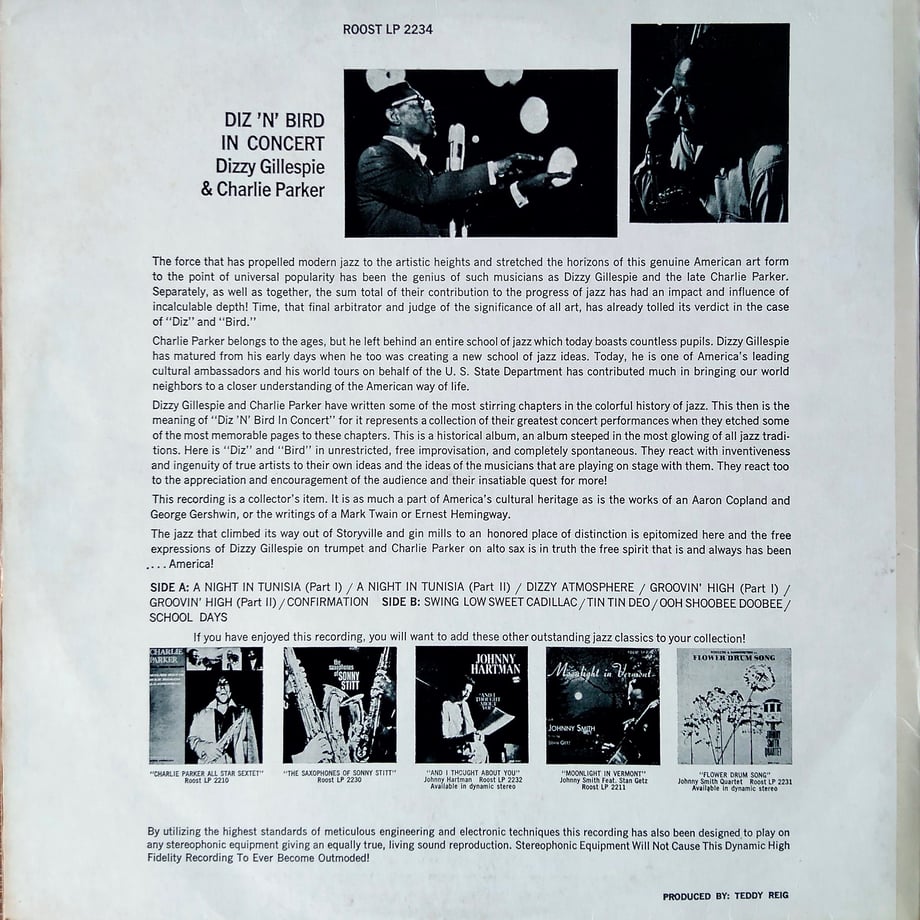 ROOST LP 2234
DIZ 'N' BIRD
IN CONCERT
Dizzy Gillespie
& Charlie Parker
The force that has propelled modern jazz to the artistic heights and stretched the horizons of this genuine American art form
to the point of universal popularity has been the genius of such musicians as Dizzy Gillespie and the late Charlie Parker.
Separately, as well as together, the sum total of their contribution to the progress of jazz has had an impact and influence of
incalculable depth! Time, that final arbitrator and judge of the significance of all art, has already tolled its verdict in the case
of "Diz" and "Bird."
Charlie Parker belongs to the ages, but he left behind an entire school of jazz which today boasts countless pupils. Dizzy Gillespie
has matured from his early days when he too was creating a new school of jazz ideas. Today, he is one of America's leading
cultural ambassadors and his world tours on behalf of the U. S. State Department has contributed much in bringing our world
neighbors to a closer understanding of the American way of life.
Dizzy Gillespie and Charlie Parker have written some of the most stirring chapters in the colorful history of jazz. This then is the
meaning of "Diz 'N' Bird In Concert" for it represents a collection of their greatest concert performances when they etched some
of the most memorable pages to these chapters. This is a historical album, an album steeped in the most glowing of all jazz tradi-
tions. Here is "Diz" and "Bird" in unrestricted, free improvisation, and completely spontaneous. They react with inventiveness
and ingenuity of true artists to their own ideas and the ideas of the musicians that are playing on stage with them. They react too
to the appreciation and encouragement of the audience and their insatiable quest for more!
This recording is a collector's item. It is as much a part of America's cultural heritage as is the works of an Aaron Copland and
George Gershwin, or the writings of a Mark Twain or Ernest Hemingway.
The jazz that climbed its way out of Storyville and gin mills to an honored place of distinction is epitomized here and the free
expressions of Dizzy Gillespie on trumpet and Charlie Parker on alto sax is in truth the free spirit that is and always has been
.... America!
SIDE A: A NIGHT IN TUNISIA (Part I) / A NIGHT IN TUNISIA (Part II) / DIZZY ATMOSPHERE / GROOVIN' HIGH (Part I) /
GROOVIN' HIGH (Part II) / CONFIRMATION SIDE B: SWING LOW SWEET CADILLAC / TIN TIN DEO / OOH SHOOBEE DOOBEE /
SCHOOL DAYS
If you have enjoyed this recording, you will want to add these other outstanding jazz classics to your collection!
CHARLIE
PARKER
the
saxophones
of SONNY
STITT
JOHNNY
HARTMAN
"AND I
THOUGHT
ABOUT
YOU"
Moonlight in Vermont
JOHNNY SMITH
STAN GETZ
FLOWER DRUM SONG
JOHNNY
SMITH
QUARTET
"CHARLIE PARKER ALL STAR SEXTET"
Roost LP 2210
"THE SAXOPHONES OF SONNY STITT"
Roost LP 2230
"AND I THOUGHT ABOUT YOU"
Johnny Hartman Roost LP 2232
Available in dynamic stereo
"MOONLIGHT IN VERMONT"
Johnny Smith Feat. Stan Getz
Roost LP 2211
"FLOWER DRUM SONG"
Johnny Smith Quartet Roost LP 2231
Available in dynamic stereo
By utilizing the highest standards of meticulous engineering and electronic techniques this recording has also been designed to play on
any stereophonic equipment giving an equally true, living sound reproduction. Stereophonic Equipment Will Not Cause This Dynamic High
Fidelity Recording To Ever Become Outmoded!
PRODUCED BY: TEDDY REIG